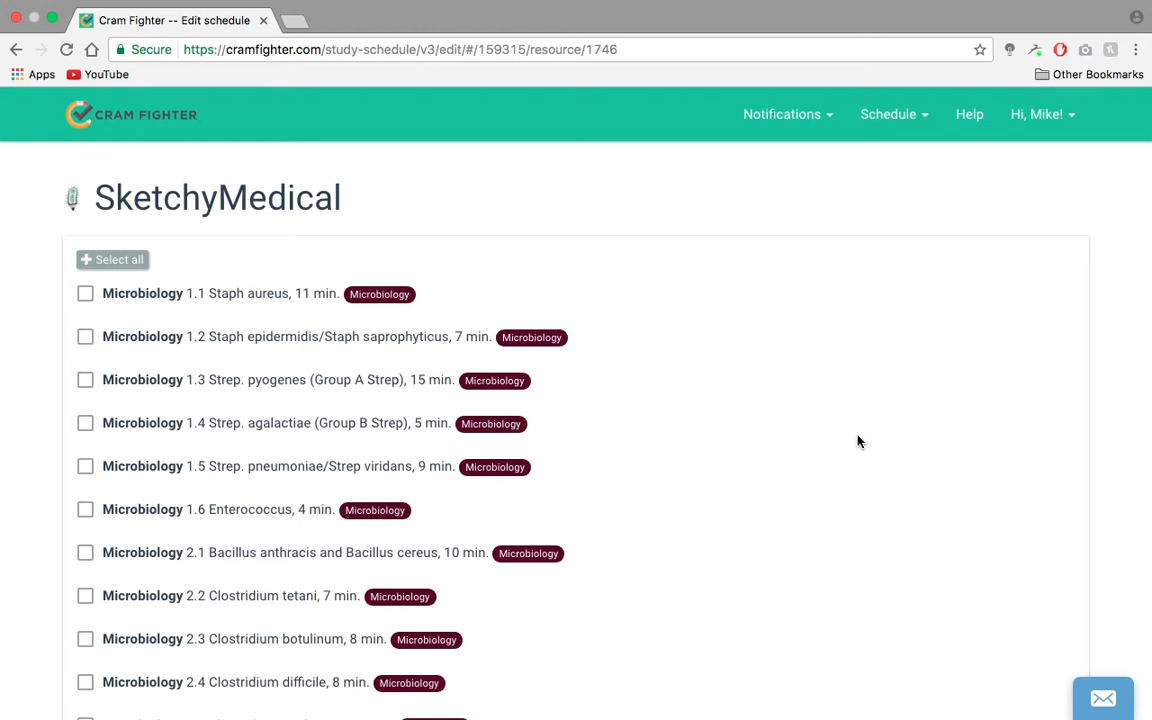 Cram Fighter -- Edit schedule
Secure https://cramfighter.com/study-schedule/v3/edit/#/159315/resource/1746
Apps YouTube Other Bookmarks
CRAM FIGHTER Notifications Schedule Help Hi, Mike!
SketchyMedical
Select all
Microbiology 1.1 Staph aureus, 11 min. Microbiology
Microbiology 1.2 Staph epidermidis/Staph saprophyticus, 7 min. Microbiology
Microbiology 1.3 Strep. pyogenes (Group A Strep), 15 min. Microbiology
Microbiology 1.4 Strep. agalactiae (Group B Strep), 5 min. Microbiology
Microbiology 1.5 Strep. pneumoniae/Strep viridans, 9 min. Microbiology
Microbiology 1.6 Enterococcus, 4 min. Microbiology
Microbiology 2.1 Bacillus anthracis and Bacillus cereus, 10 min. Microbiology
Microbiology 2.2 Clostridium tetani, 7 min. Microbiology
Microbiology 2.3 Clostridium botulinum, 8 min. Microbiology
Microbiology 2.4 Clostridium difficile, 8 min. Microbiology